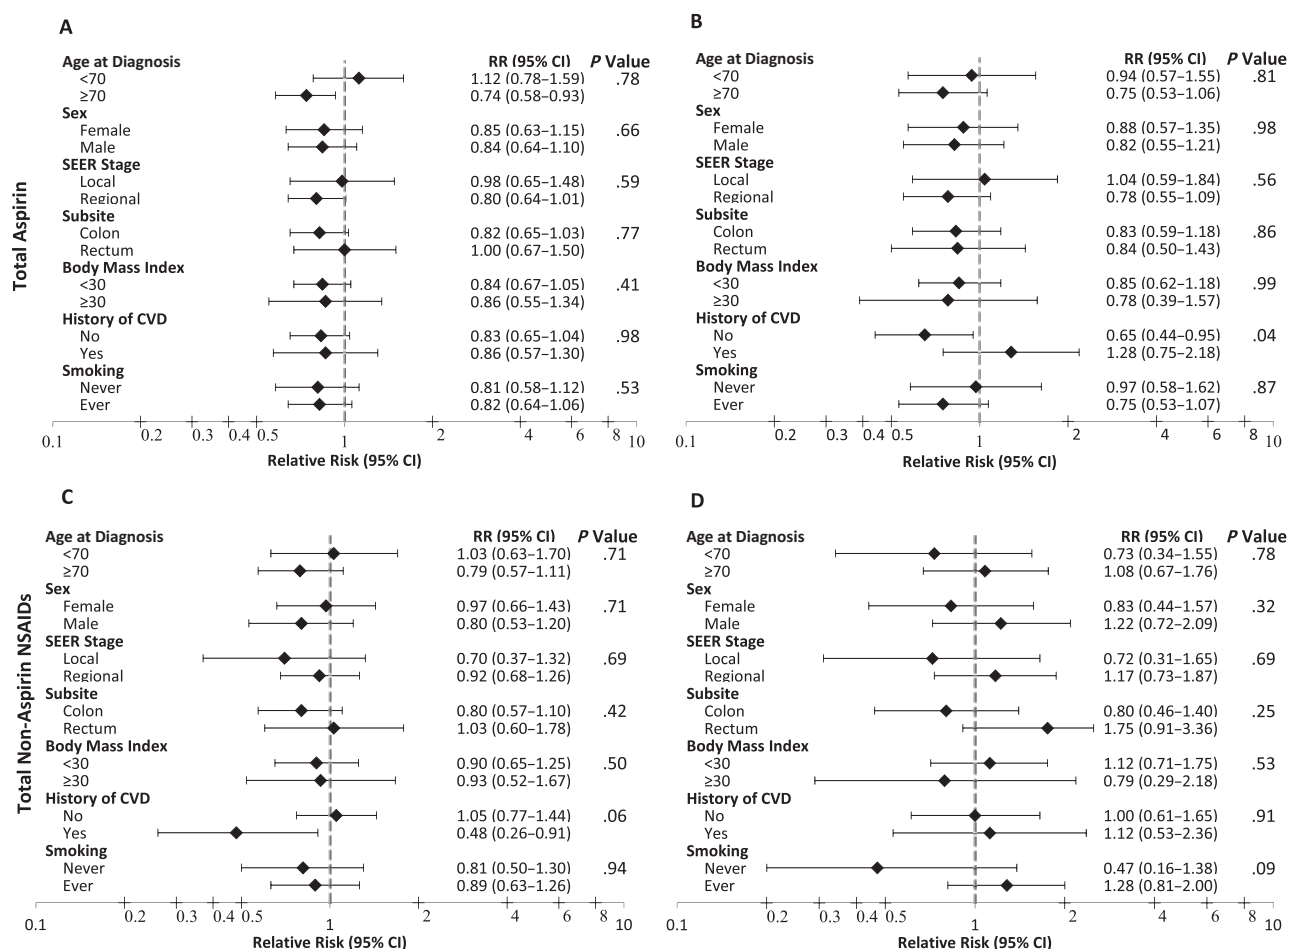 A
Total Aspirin
Age at Diagnosis RR (95% CI) P Value
<70 1.12 (0.78–1.59) .78
≥70 0.74 (0.58–0.93)
Sex
Female 0.85 (0.63–1.15) .66
Male 0.84 (0.64–1.10)
SEER Stage
Local 0.98 (0.65–1.48) .59
Regional 0.80 (0.64–1.01)
Subsite
Colon 0.82 (0.65–1.03) .77
Rectum 1.00 (0.67–1.50)
Body Mass Index
<30 0.84 (0.67–1.05) .41
≥30 0.86 (0.55–1.34)
History of CVD
No 0.83 (0.65–1.04) .98
Yes 0.86 (0.57–1.30)
Smoking
Never 0.81 (0.58–1.12) .53
Ever 0.82 (0.64–1.06)
0.1 0.2 0.3 0.4 0.5 1 2 4 6 8 10
Relative Risk (95% CI)
B
Age at Diagnosis RR (95% CI) P Value
<70 0.94 (0.57–1.55) .81
≥70 0.75 (0.53–1.06)
Sex
Female 0.88 (0.57–1.35) .98
Male 0.82 (0.55–1.21)
SEER Stage
Local 1.04 (0.59–1.84) .56
Regional 0.78 (0.55–1.09)
Subsite
Colon 0.83 (0.59–1.18) .86
Rectum 0.84 (0.50–1.43)
Body Mass Index
<30 0.85 (0.62–1.18) .99
≥30 0.78 (0.39–1.57)
History of CVD
No 0.65 (0.44–0.95) .04
Yes 1.28 (0.75–2.18)
Smoking
Never 0.97 (0.58–1.62) .87
Ever 0.75 (0.53–1.07)
0.1 0.2 0.3 0.4 0.5 1 2 4 6 8 10
Relative Risk (95% CI)
C
Total Non-Aspirin NSAIDs
Age at Diagnosis RR (95% CI) P Value
<70 1.03 (0.63–1.70) .71
≥70 0.79 (0.57–1.11)
Sex
Female 0.97 (0.66–1.43) .71
Male 0.80 (0.53–1.20)
SEER Stage
Local 0.70 (0.37–1.32) .69
Regional 0.92 (0.68–1.26)
Subsite
Colon 0.80 (0.57–1.10) .42
Rectum 1.03 (0.60–1.78)
Body Mass Index
<30 0.90 (0.65–1.25) .50
≥30 0.93 (0.52–1.67)
History of CVD
No 1.05 (0.77–1.44) .06
Yes 0.48 (0.26–0.91)
Smoking
Never 0.81 (0.50–1.30) .94
Ever 0.89 (0.63–1.26)
0.1 0.2 0.3 0.4 0.5 1 2 4 6 8 10
Relative Risk (95% CI)
D
Age at Diagnosis RR (95% CI) P Value
<70 0.73 (0.34–1.55) .78
≥70 1.08 (0.67–1.76)
Sex
Female 0.83 (0.44–1.57) .32
Male 1.22 (0.72–2.09)
SEER Stage
Local 0.72 (0.31–1.65) .69
Regional 1.17 (0.73–1.87)
Subsite
Colon 0.80 (0.46–1.40) .25
Rectum 1.75 (0.91–3.36)
Body Mass Index
<30 1.12 (0.71–1.75) .53
≥30 0.79 (0.29–2.18)
History of CVD
No 1.00 (0.61–1.65) .91
Yes 1.12 (0.53–2.36)
Smoking
Never 0.47 (0.16–1.38) .09
Ever 1.28 (0.81–2.00)
0.1 0.2 0.3 0.4 0.5 1 2 4 6 8 10
Relative Risk (95% CI)